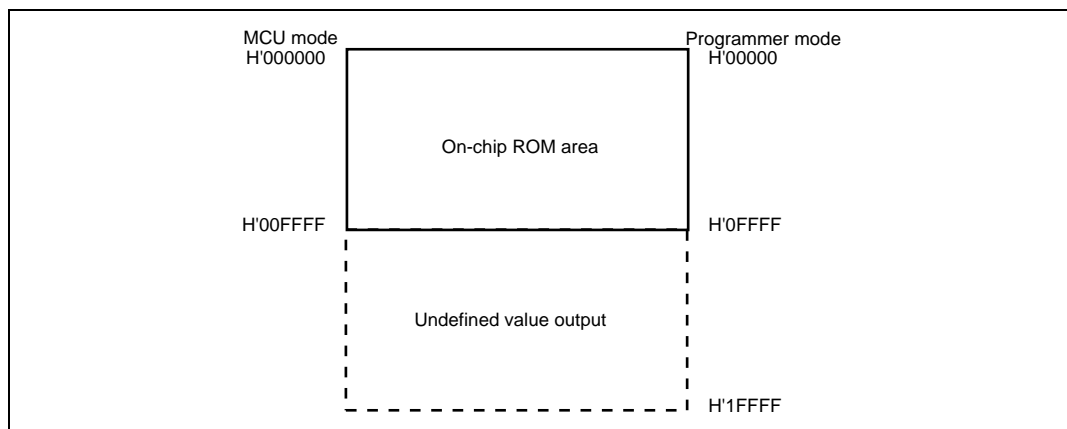 MCU mode
Programmer mode
H'000000
H'00000
On-chip ROM area
H'00FFFF
H'0FFFF
Undefined value output
H'1FFFF